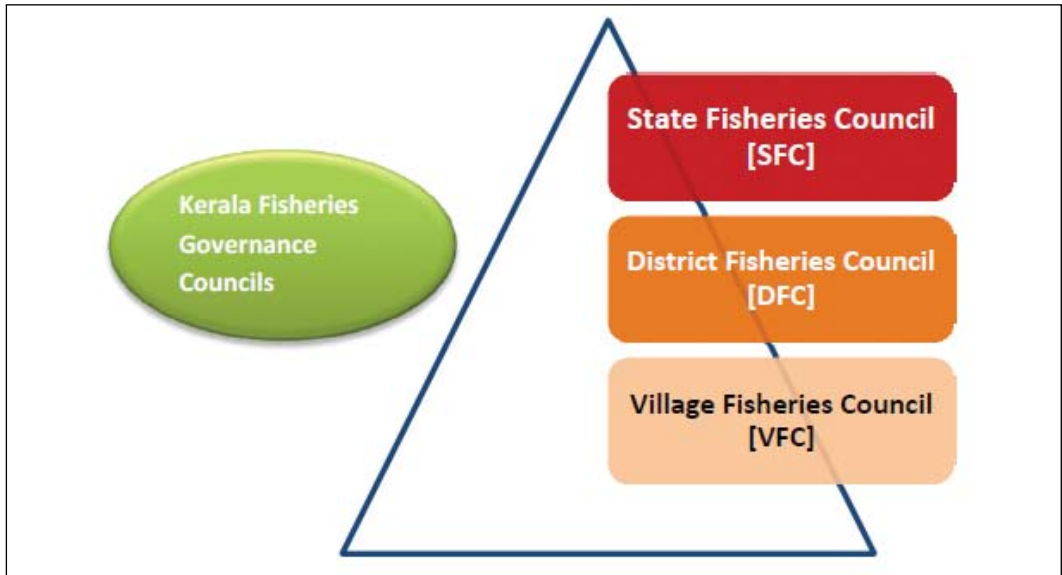 Kerala Fisheries
Governance
Councils
State Fisheries Council
[SFC]
District Fisheries Council
[DFC]
Village Fisheries Council
[VFC]